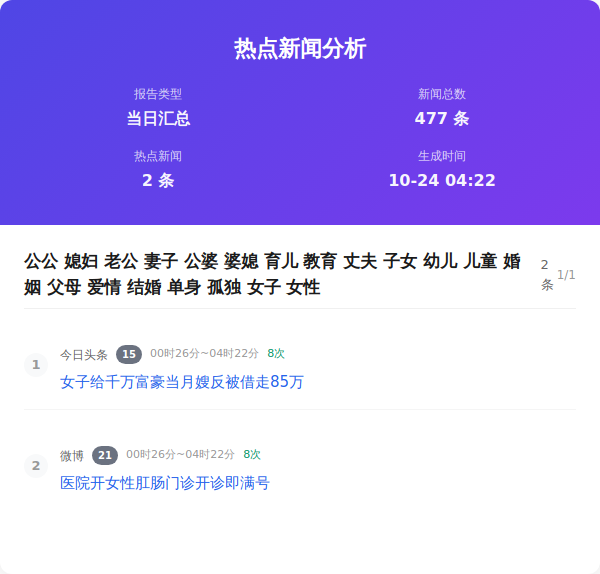 热点新闻分析
报告类型
新闻总数
当日汇总
477 条
热点新闻
生成时间
2 条
10-24 04:22
公公 媳妇 老公 妻子 公婆 婆媳 育儿 教育 丈夫 子女 幼儿 儿童 婚
姻 父母 爱情 结婚 单身 孤独 女子 女性
2
条
1/1
1
今日头条 15 00时26分~04时22分 8次
女子给千万富豪当月嫂反被借走85万
2
微博 21 00时26分~04时22分 8次
医院开女性肛肠门诊开诊即满号